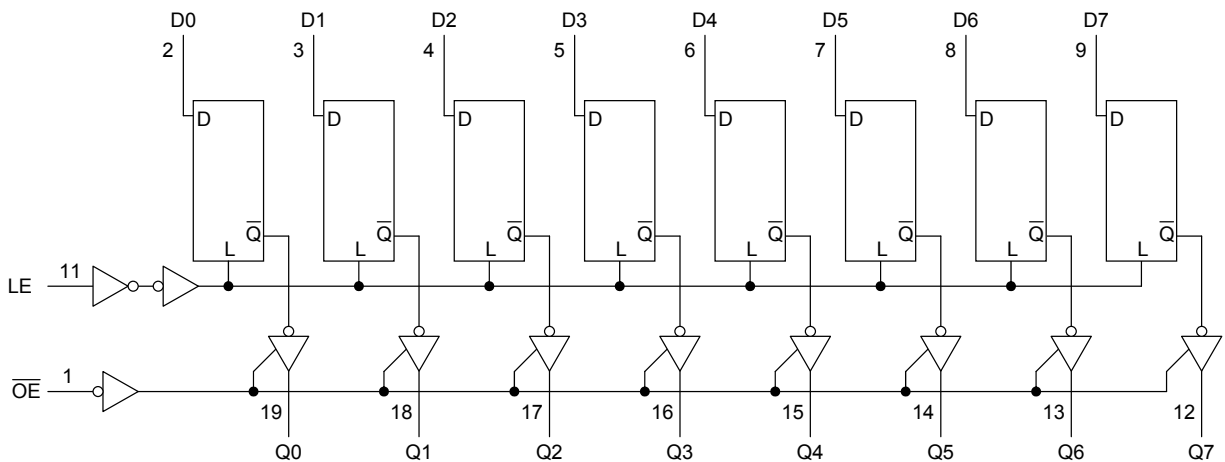 D0 D1 D2 D3 D4 D5 D6 D7
2 3 4 5 6 7 8 9
D D D D D D D D
Q̅ Q̅ Q̅ Q̅ Q̅ Q̅ Q̅ Q̅
L L L L L L L L
LE 11
O̅E̅ 1
19 18 17 16 15 14 13 12
Q0 Q1 Q2 Q3 Q4 Q5 Q6 Q7